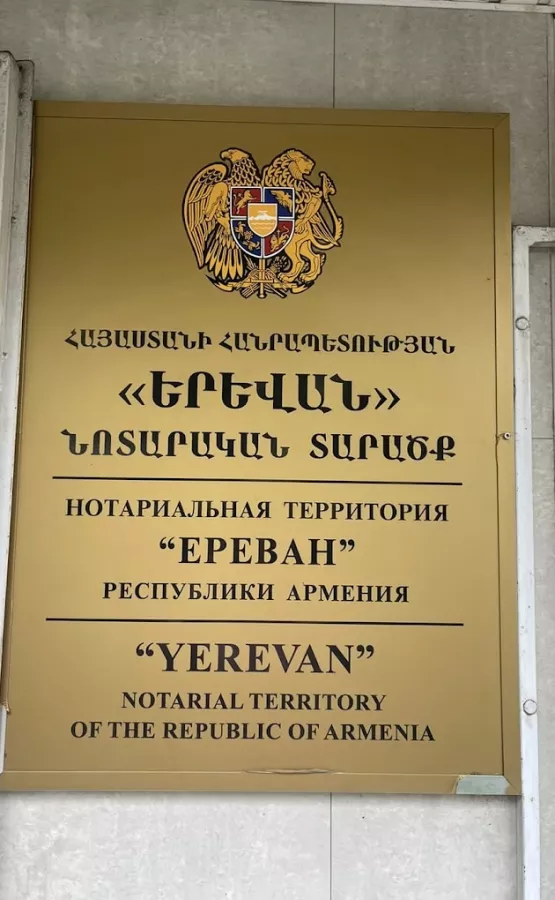 ՀԱՅԱՍՏԱՆԻ ՀԱՆՐԱՊԵՏՈՒԹՅԱՆ
«ԵՐԵՎԱՆ»
ՆՈՏԱՐԱԿԱՆ ՏԱՐԱԾՔ
НОТАРИАЛЬНАЯ ТЕРРИТОРИЯ
“ЕРЕВАН”
РЕСПУБЛИКИ АРМЕНИЯ
“YEREVAN”
NOTARIAL TERRITORY
OF THE REPUBLIC OF ARMENIA